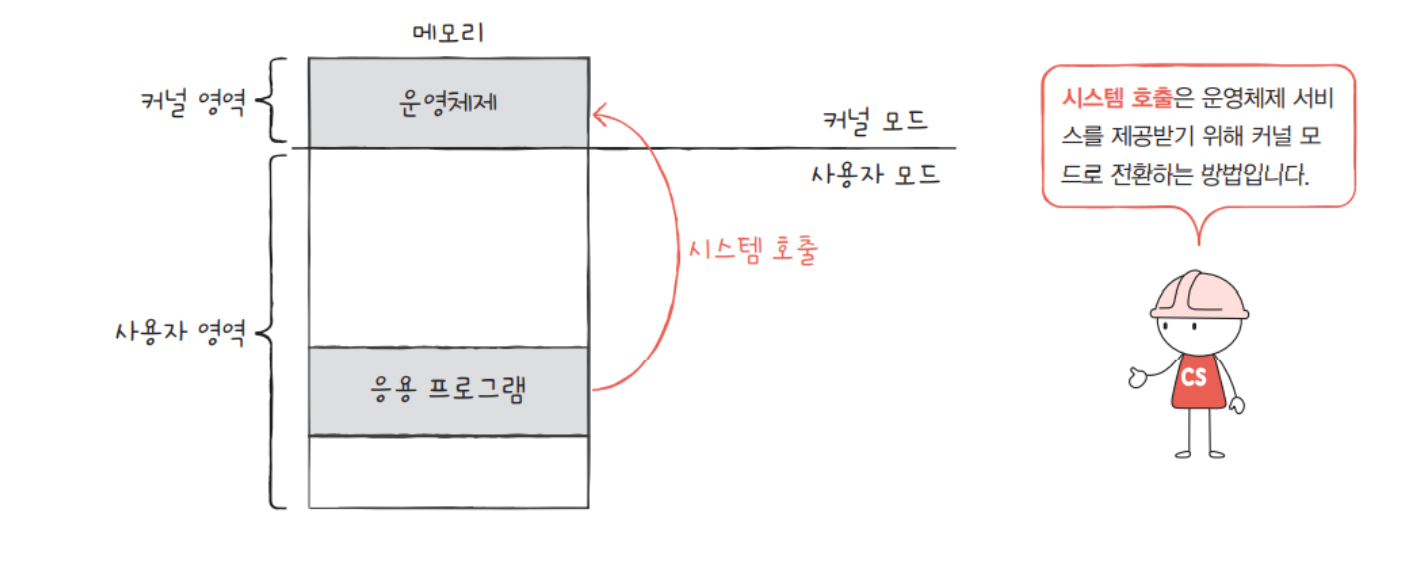 메모리
커널 영역
운영체제
커널 모드
사용자 모드
시스템 호출
사용자 영역
응용 프로그램
시스템 호출은 운영체제 서비
스를 제공받기 위해 커널 모
드로 전환하는 방법입니다.
CS